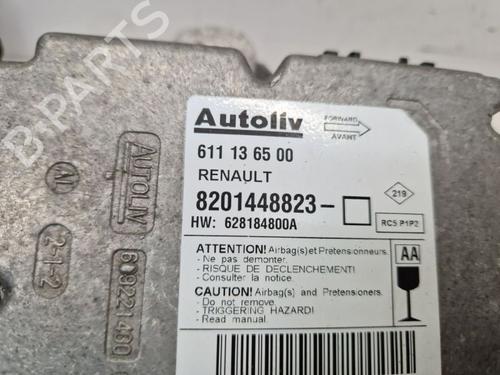 Autoliv
FORWARD
AVANT
611 13 65 00
RENAULT
8201448823-
219
HW: 628184800A
RC5 P1P2
ATTENTION! Airbag(s)et Pretensionneurs.
- Ne pas demonter.
- RISQUE DE DECLENCHEMENT!
- Consulter la notice.
AA
CAUTION! Airbag(s) and Pretensioners.
- Do not remove.
- TRIGGERING HAZARD!
- Read manual.
AUTOLIV
Al
2-1-2
B-PARTS